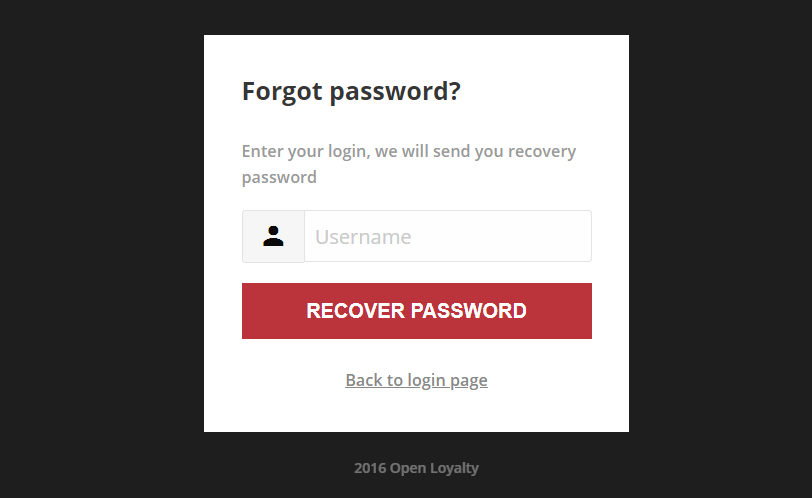 Forgot password?
Enter your login, we will send you recovery
password
Username
RECOVER PASSWORD
Back to login page
2016 Open Loyalty